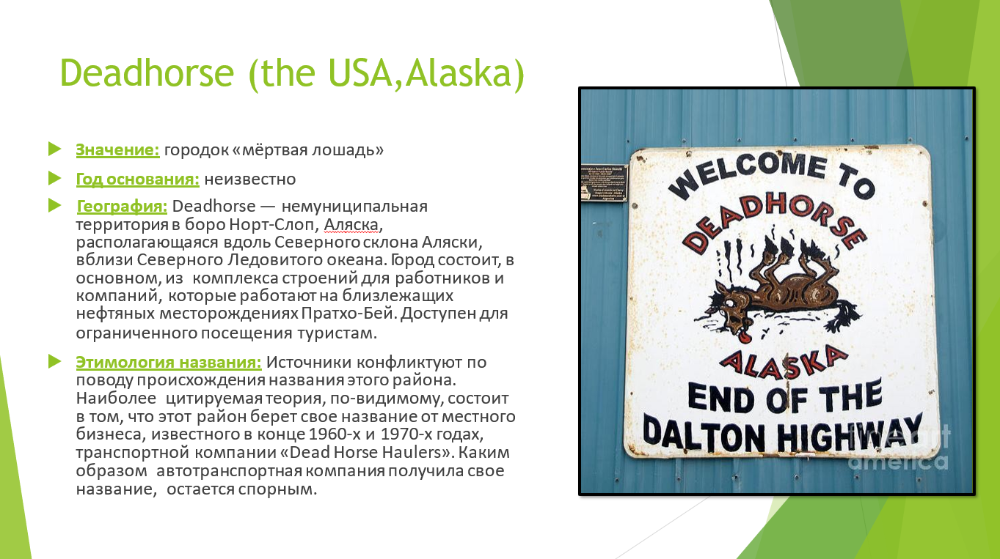 Deadhorse (the USA,Alaska)
Значение: городок «мёртвая лошадь»
Год основания: неизвестно
География: Deadhorse — немуниципальная
территория в боро Норт-Слоп, Аляска,
располагающаяся вдоль Северного склона Аляски,
вблизи Северного Ледовитого океана. Город состоит, в
основном, из комплекса строений для работников и
компаний, которые работают на близлежащих
нефтяных месторождениях Пратхо-Бей. Доступен для
ограниченного посещения туристам.
Этимология названия: Источники конфликтуют по
поводу происхождения названия этого района.
Наиболее цитируемая теория, по-видимому, состоит
в том, что этот район берет свое название от местного
бизнеса, известного в конце 1960-х и 1970-х годах,
транспортной компании «Dead Horse Haulers». Каким
образом автотранспортная компания получила свое
название, остается спорным.
WELCOME TO
DEADHORSE
ALASKA
END OF THE
DALTON HIGHWAY
fine art
america